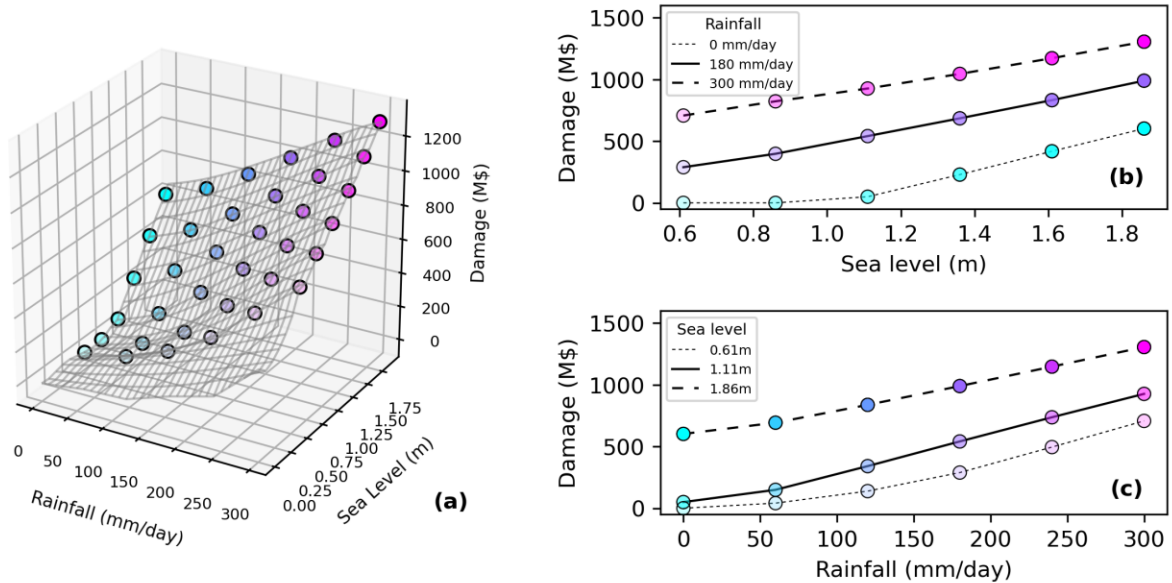 1200
1000
800
600
400
200
0
Damage (M$)
0
50
100
150
200
250
300
Rainfall (mm/day)
0.00
0.25
0.50
0.75
1.00
1.25
1.50
1.75
Sea Level (m)
(a)
1500
1000
500
0
Damage (M$)
Rainfall
0 mm/day
180 mm/day
300 mm/day
(b)
0.6
0.8
1.0
1.2
1.4
1.6
1.8
Sea level (m)
1500
1000
500
0
Damage (M$)
Sea level
0.61m
1.11m
1.86m
(c)
0
50
100
150
200
250
300
Rainfall (mm/day)